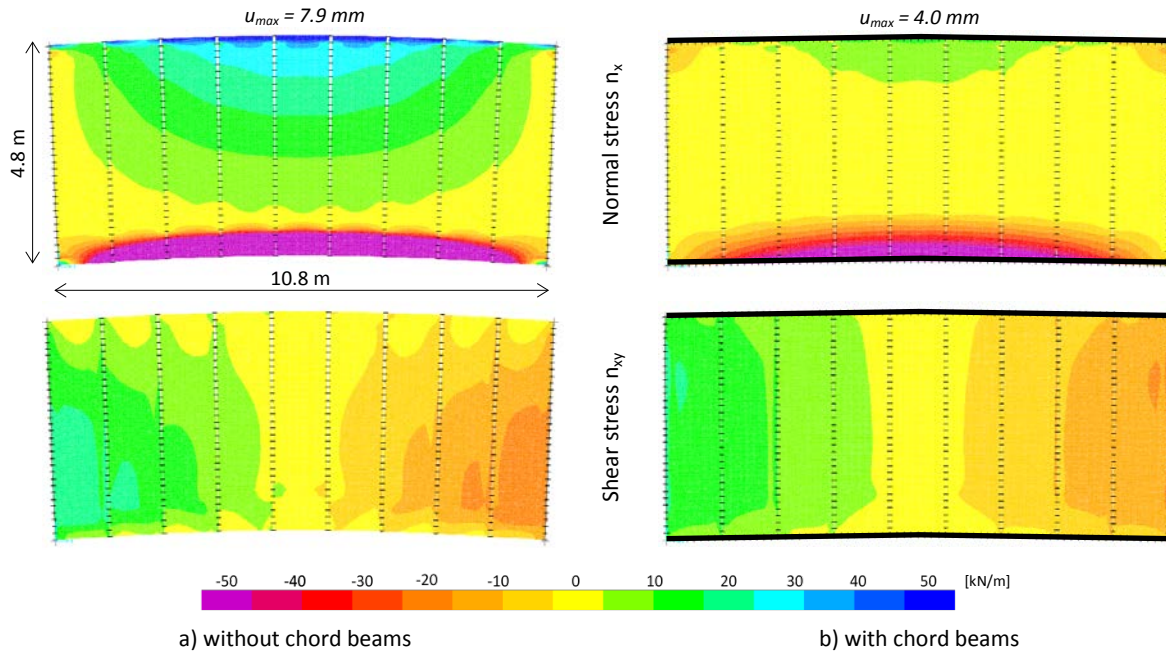 u_max = 7.9 mm
u_max = 4.0 mm
4.8 m
Normal stress n_x
10.8 m
Shear stress n_xy
-50 -40 -30 -20 -10 0 10 20 30 40 50 [kN/m]
a) without chord beams
b) with chord beams